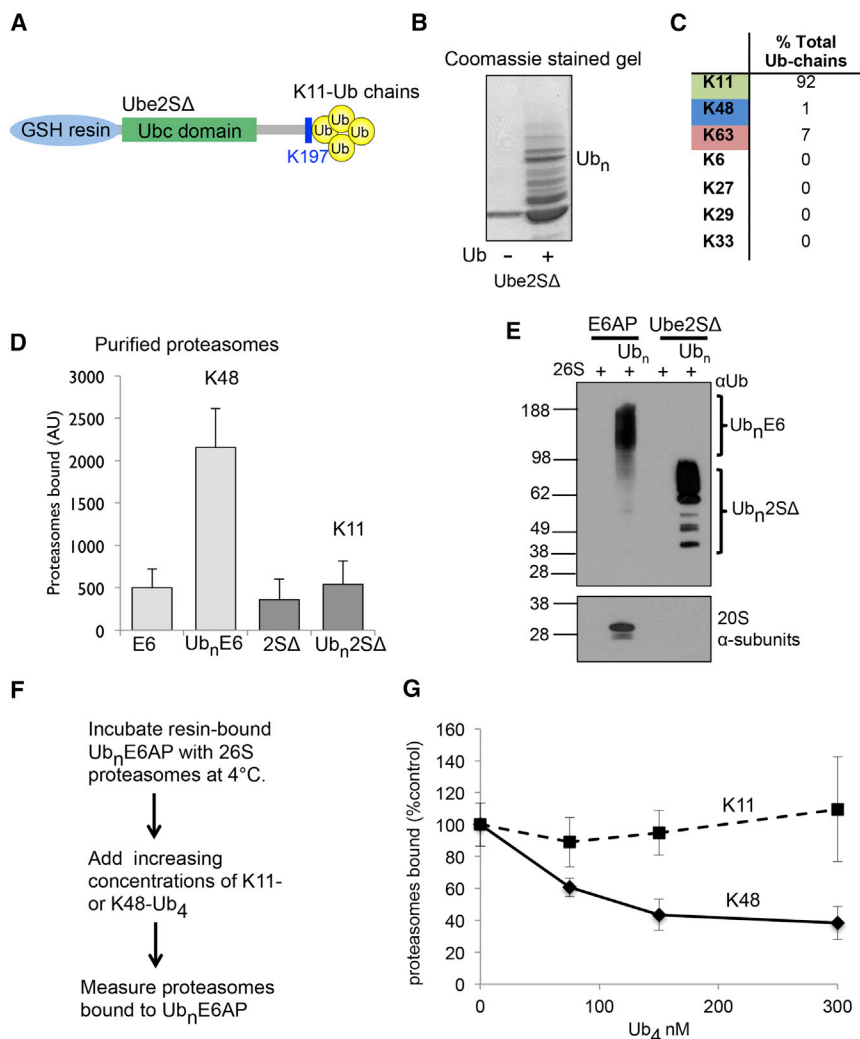 A
Ube2SΔ
K11-Ub chains
GSH resin
Ubc domain
Ub
Ub
Ub
Ub
K197
B
Coomassie stained gel
Ubn
Ub - +
Ube2SΔ
C
% Total
Ub-chains
K11 92
K48 1
K63 7
K6 0
K27 0
K29 0
K33 0
D
Purified proteasomes
Proteasomes bound (AU)
3000
2500
2000
1500
1000
500
0
K48
K11
E6 UbnE6 2SΔ Ubn2SΔ
E
E6AP Ube2SΔ
Ubn Ubn
26S + + + +
αUb
188
98
62
49
38
28
UbnE6
Ubn2SΔ
38
28
20S
α-subunits
F
Incubate resin-bound
UbnE6AP with 26S
proteasomes at 4°C.
Add increasing
concentrations of K11-
or K48-Ub4
Measure proteasomes
bound to UbnE6AP
G
proteasomes bound (%control)
160
140
120
100
80
60
40
20
0
K11
K48
0 100 200 300
Ub4 nM